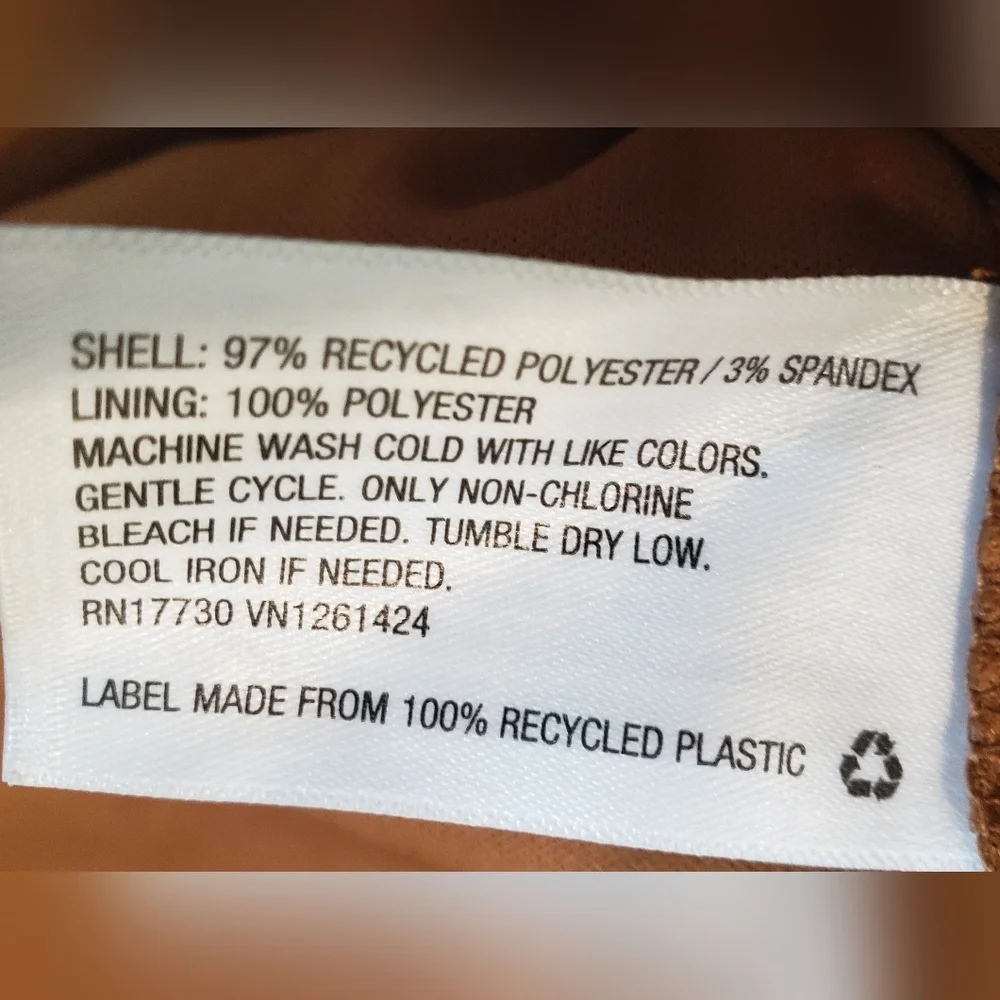 SHELL: 97% RECYCLED POLYESTER / 3% SPANDEX
LINING: 100% POLYESTER
MACHINE WASH COLD WITH LIKE COLORS.
GENTLE CYCLE. ONLY NON-CHLORINE
BLEACH IF NEEDED. TUMBLE DRY LOW.
COOL IRON IF NEEDED.
RN17730 VN1261424
LABEL MADE FROM 100% RECYCLED PLASTIC